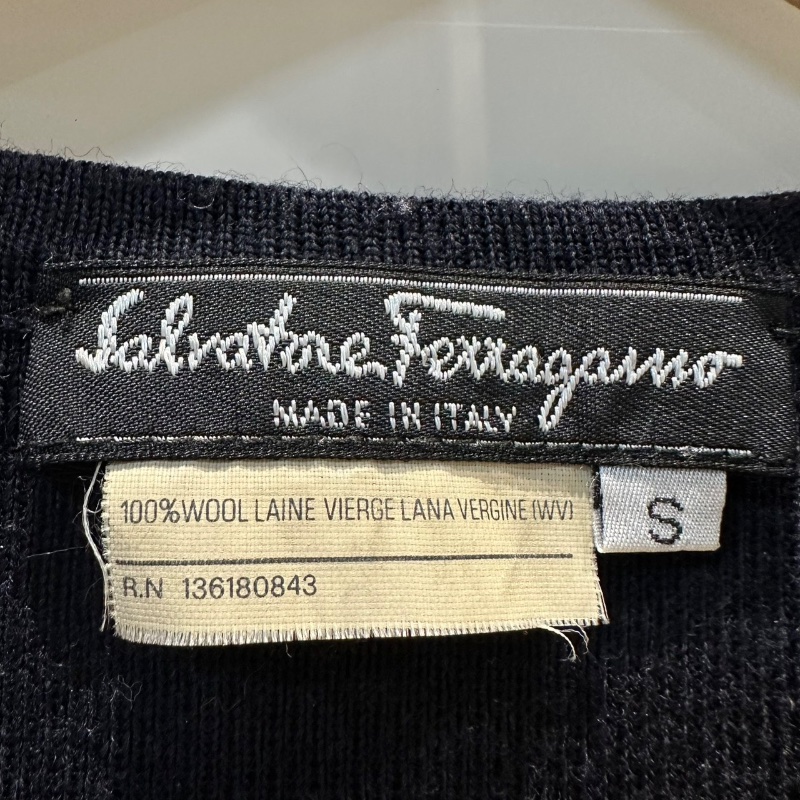 Salvatore Ferragamo
MADE IN ITALY
100%WOOL LAINE VIERGE LANA VERGINE (WV)
S
R.N 136180843